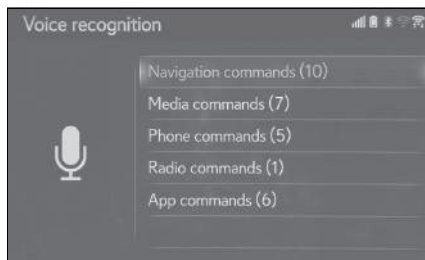 Voice recognition
Navigation commands (10)
Media commands (7)
Phone commands (5)
Radio commands (1)
App commands (6)